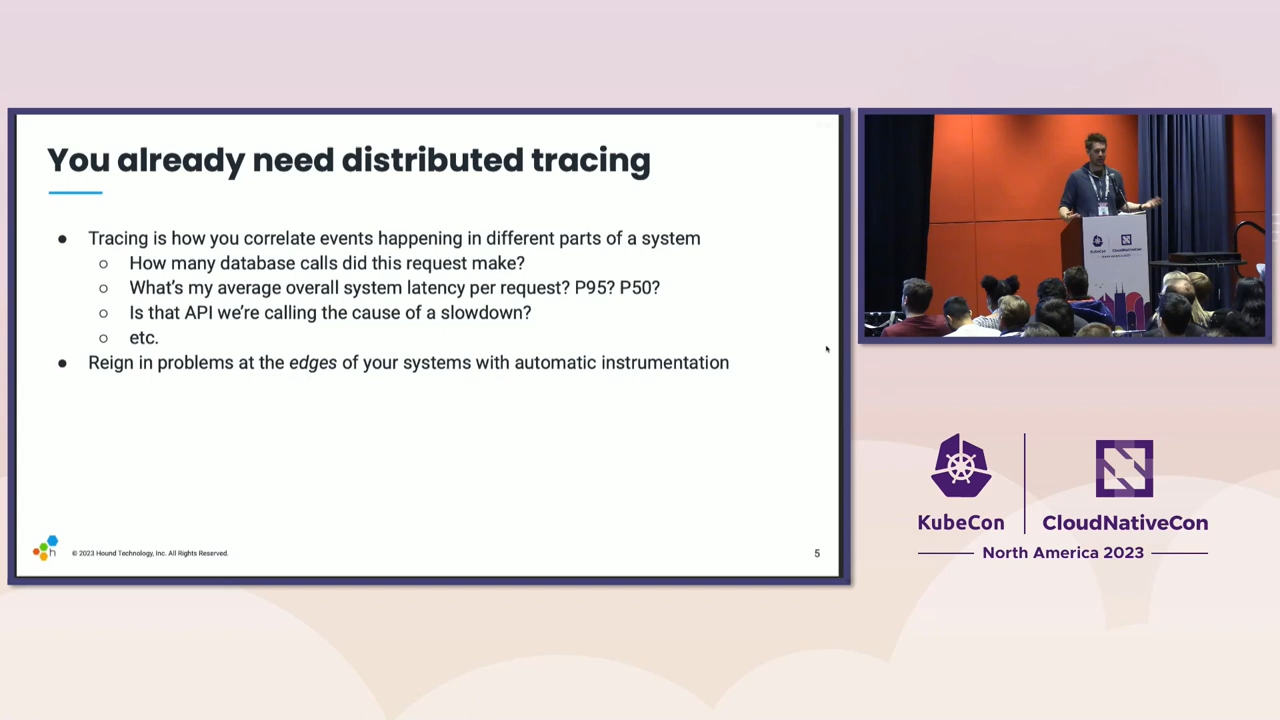 You already need distributed tracing
● Tracing is how you correlate events happening in different parts of a system
○ How many database calls did this request make?
○ What's my average overall system latency per request? P95? P50?
○ Is that API we're calling the cause of a slowdown?
○ etc.
● Reign in problems at the edges of your systems with automatic instrumentation
h
© 2023 Hound Technology, Inc. All Rights Reserved.
5
KubeCon
CloudNativeCon
KubeCon
CloudNativeCon
North America 2023